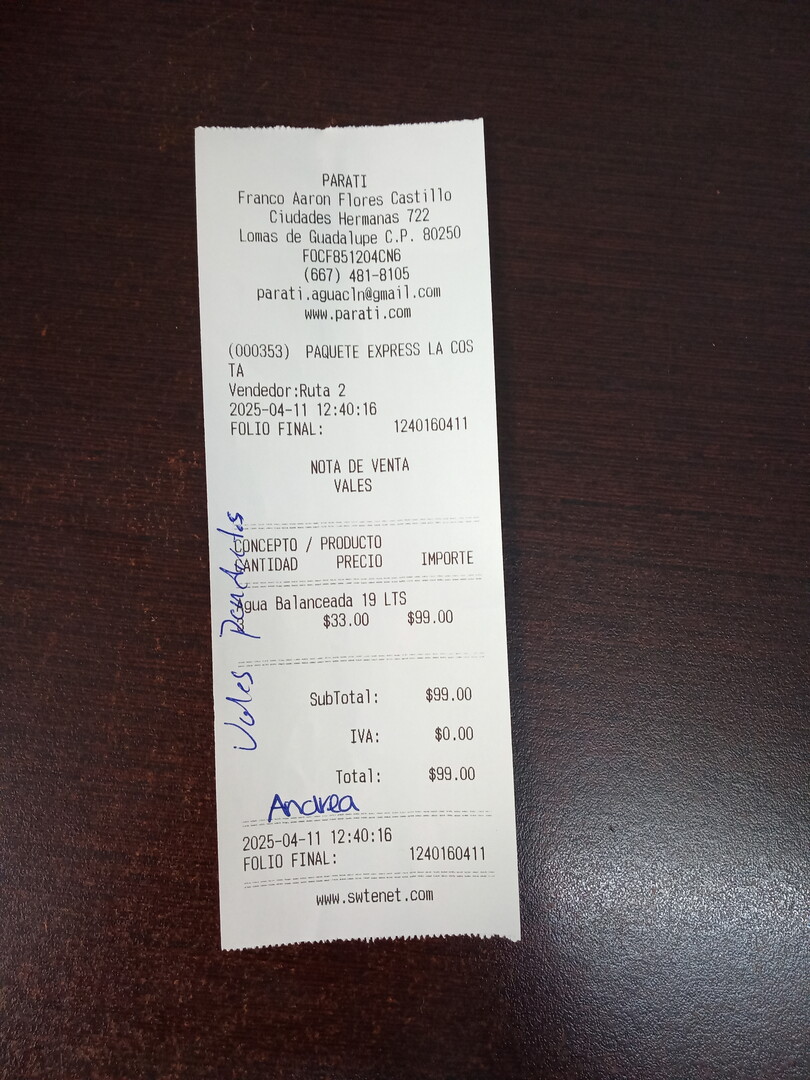 PARATI
Franco Aaron Flores Castillo
Ciudades Hermanas 722
Lomas de Guadalupe C.P. 80250
FOCF851204CN6
(667) 481-8105
parati.aguacln@gmail.com
www.parati.com
(000353) PAQUETE EXPRESS LA COS
TA
Vendedor:Ruta 2
2025-04-11 12:40:16
FOLIO FINAL: 1240160411
NOTA DE VENTA
VALES
CONCEPTO / PRODUCTO
CANTIDAD PRECIO IMPORTE
Agua Balanceada 19 LTS
$33.00 $99.00
SubTotal: $99.00
IVA: $0.00
Total: $99.00
Andrea
2025-04-11 12:40:16
FOLIO FINAL: 1240160411
www.swtenet.com
Vales